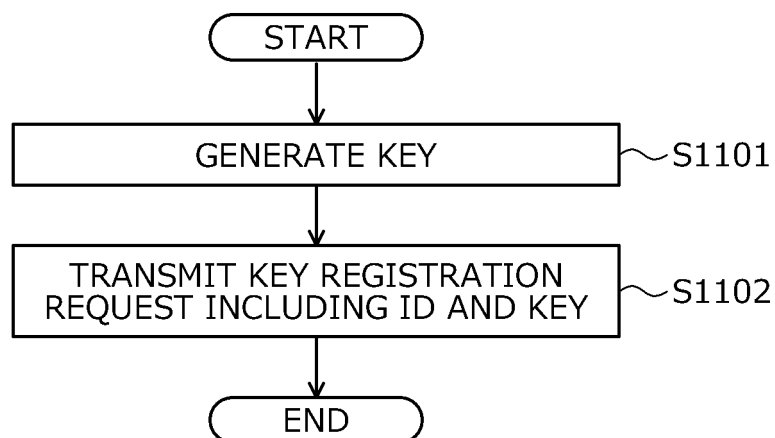 START
GENERATE KEY
S1101
TRANSMIT KEY REGISTRATION
REQUEST INCLUDING ID AND KEY
S1102
END